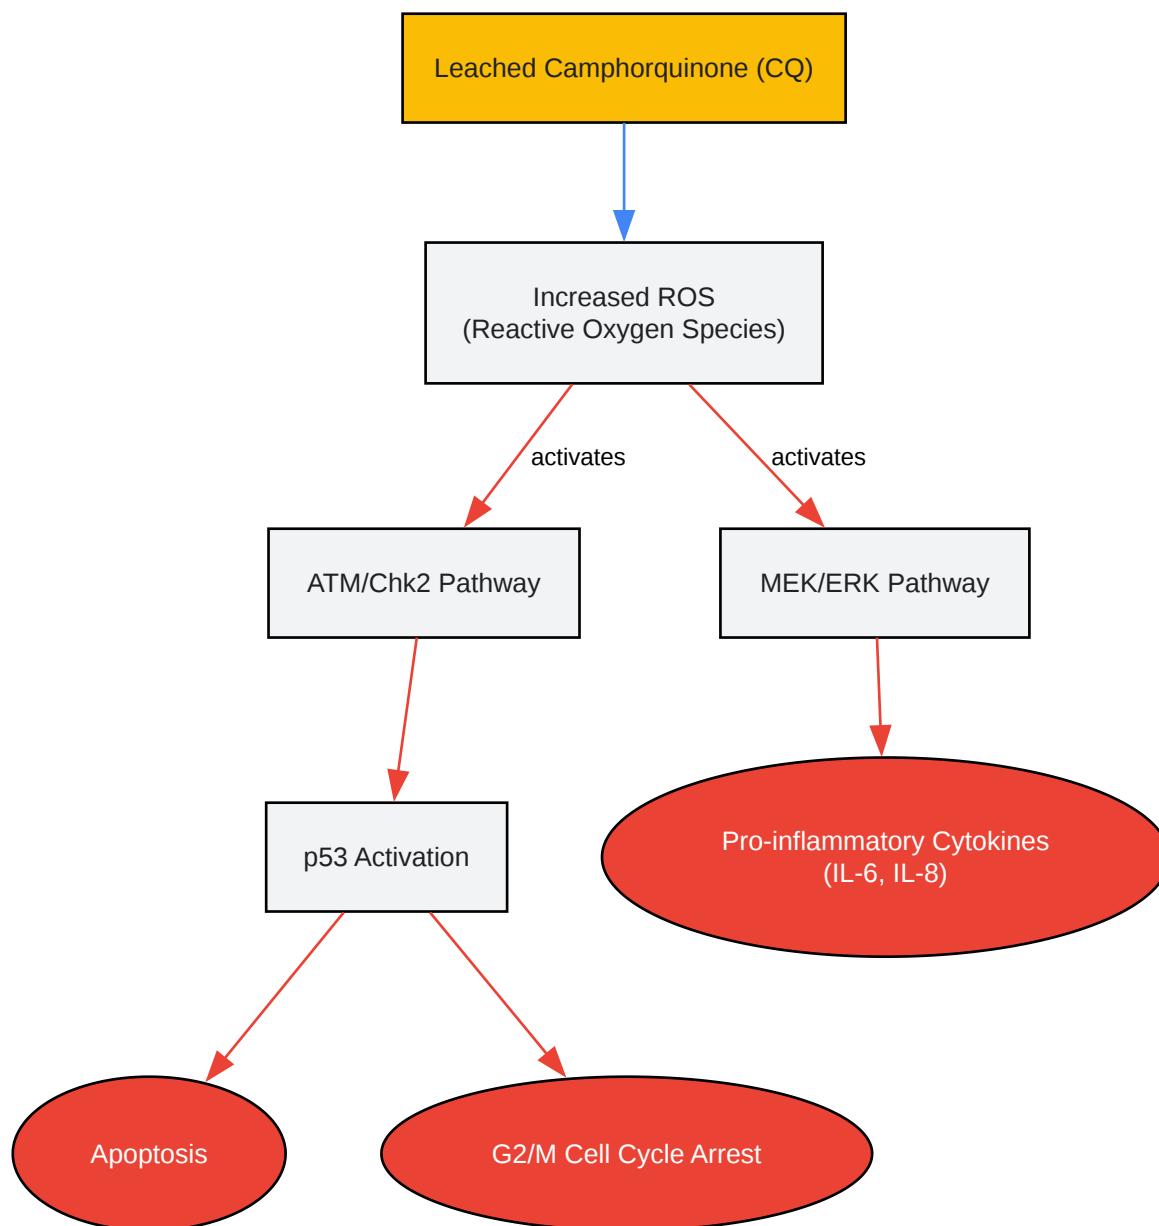 Leached Camphorquinone (CQ)
Increased ROS
(Reactive Oxygen Species)
activates
activates
ATM/Chk2 Pathway
MEK/ERK Pathway
p53 Activation
Pro-inflammatory Cytokines
(IL-6, IL-8)
Apoptosis
G2/M Cell Cycle Arrest